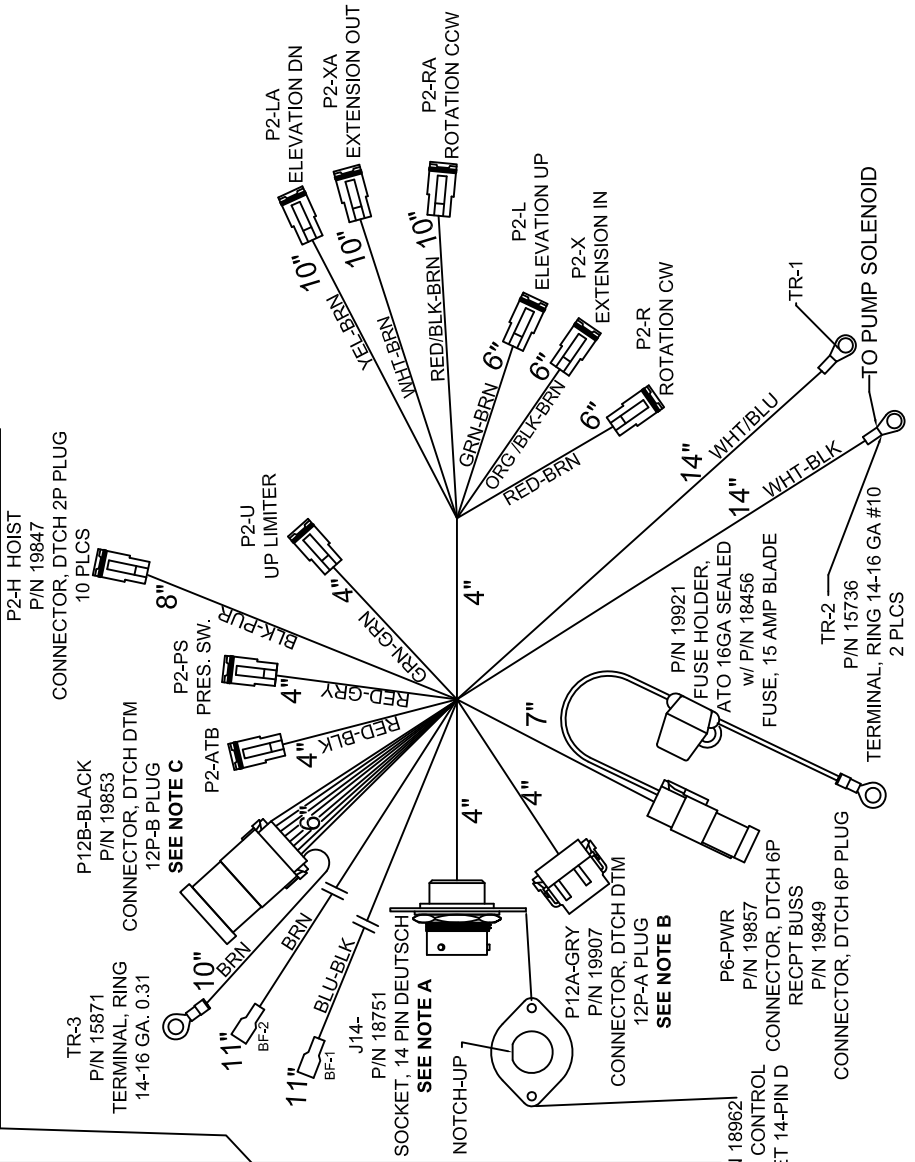 P2-H HOIST
P/N 19847
CONNECTOR, DTCH 2P PLUG
10 PLCS
8"
BLK-PUR
P2-U
UP LIMITER
4"
GRN-GRN
P2-PS
PRES. SW.
4"
RED-GRY
P2-ATB
4"
RED-BLK
P12B-BLACK
P/N 19853
CONNECTOR, DTCH DTM
12P-B PLUG
SEE NOTE C
6"
TR-3
P/N 15871
TERMINAL, RING
14-16 GA. 0.31
10"
BRN
11"
BF-2
BRN
11"
BF-1
BLU-BLK
J14-
P/N 18751
SOCKET, 14 PIN DEUTSCH
SEE NOTE A
NOTCH-UP
4"
4"
4"
7"
P2-LA
ELEVATION DN
10"
YEL-BRN
P2-XA
EXTENSION OUT
10"
WHT-BRN
P2-RA
ROTATION CCW
10"
RED/BLK-BRN
P2-L
ELEVATION UP
6"
GRN-BRN
P2-X
EXTENSION IN
6"
ORG /BLK-BRN
P2-R
ROTATION CW
6"
RED-BRN
14"
WHT/BLU
TR-1
14"
WHT-BLK
TO PUMP SOLENOID
TR-2
P/N 15736
TERMINAL, RING 14-16 GA #10
2 PLCS
P/N 19921
FUSE HOLDER,
ATO 16GA SEALED
w/ P/N 18456
FUSE, 15 AMP BLADE
P12A-GRY
P/N 19907
CONNECTOR, DTCH DTM
12P-A PLUG
SEE NOTE B
P6-PWR
P/N 19857
CONNECTOR, DTCH 6P
RECPT BUSS
P/N 19849
CONNECTOR, DTCH 6P PLUG
18962
CONTROL
ET 14-PIN D